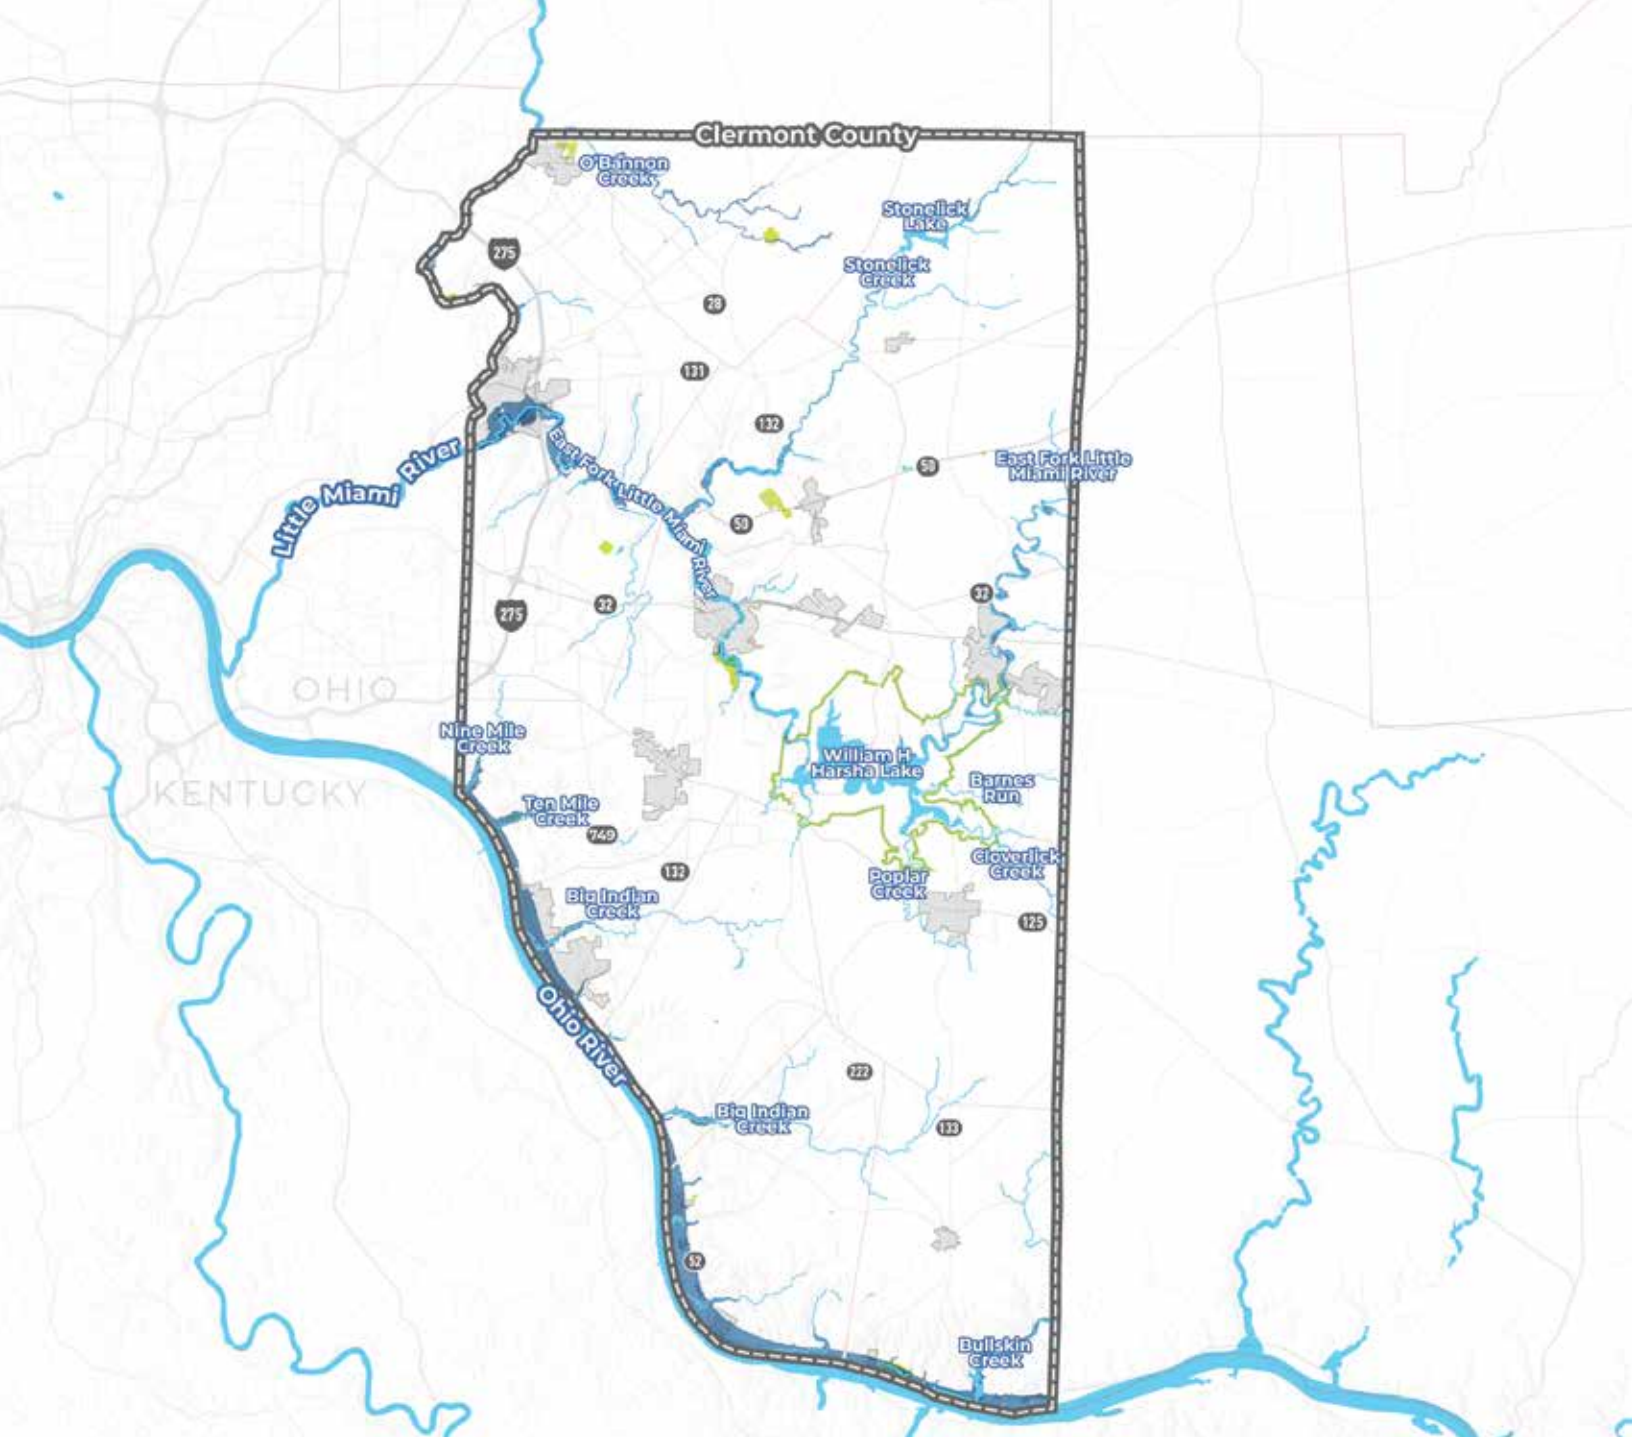 Clermont County
O'Bannon
Creek
Stonelick
Lake
275
Stonelick
Creek
28
131
132
Little Miami River
East Fork Little Miami River
50
East Fork Little
Miami River
50
32
32
275
OHIO
Nine Mile
Creek
William H
Harsha Lake
KENTUCKY
Barnes
Run
Ten Mile
Creek
749
Cloverlick
Creek
132
Poplar
Creek
Big Indian
Creek
125
Ohio River
222
Big Indian
Creek
133
52
Bullskin
Creek